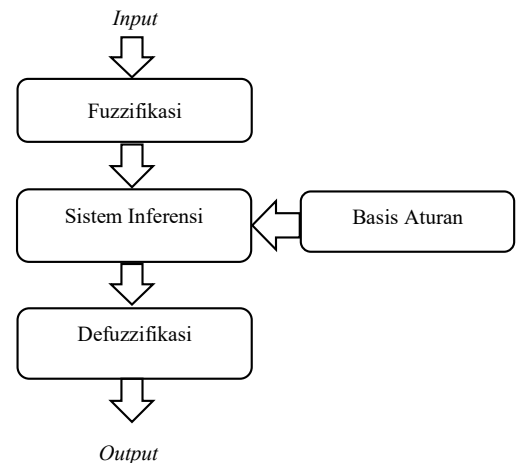 Input
Fuzzifikasi
Sistem Inferensi
Basis Aturan
Defuzzifikasi
Output